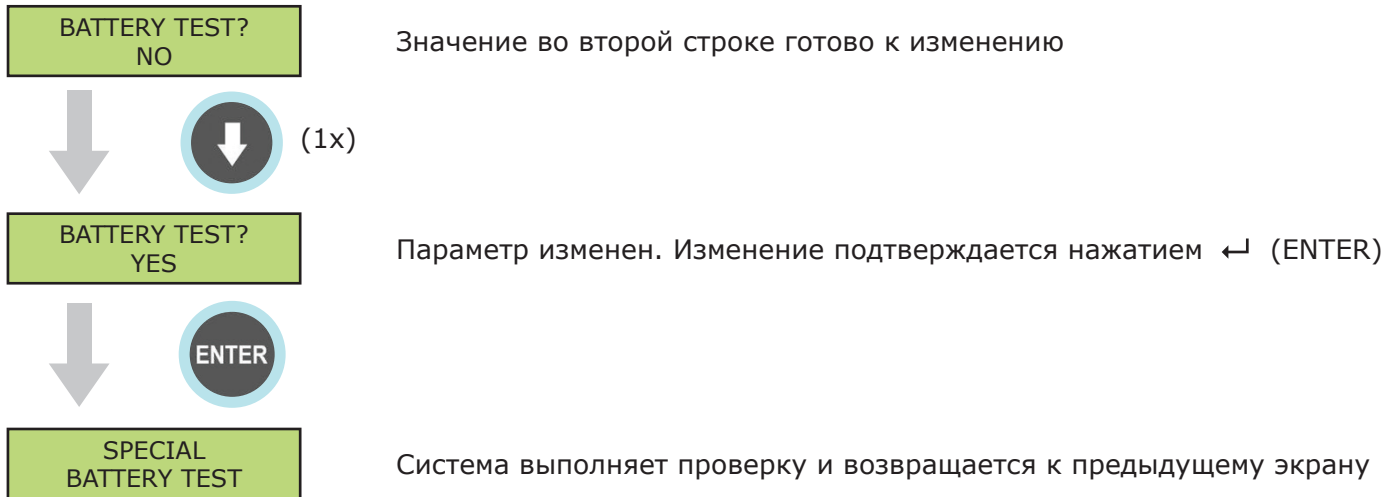 BATTERY TEST?
NO
Значение во второй строке готово к изменению
(1x)
BATTERY TEST?
YES
Параметр изменен. Изменение подтверждается нажатием ↵ (ENTER)
ENTER
SPECIAL
BATTERY TEST
Система выполняет проверку и возвращается к предыдущему экрану